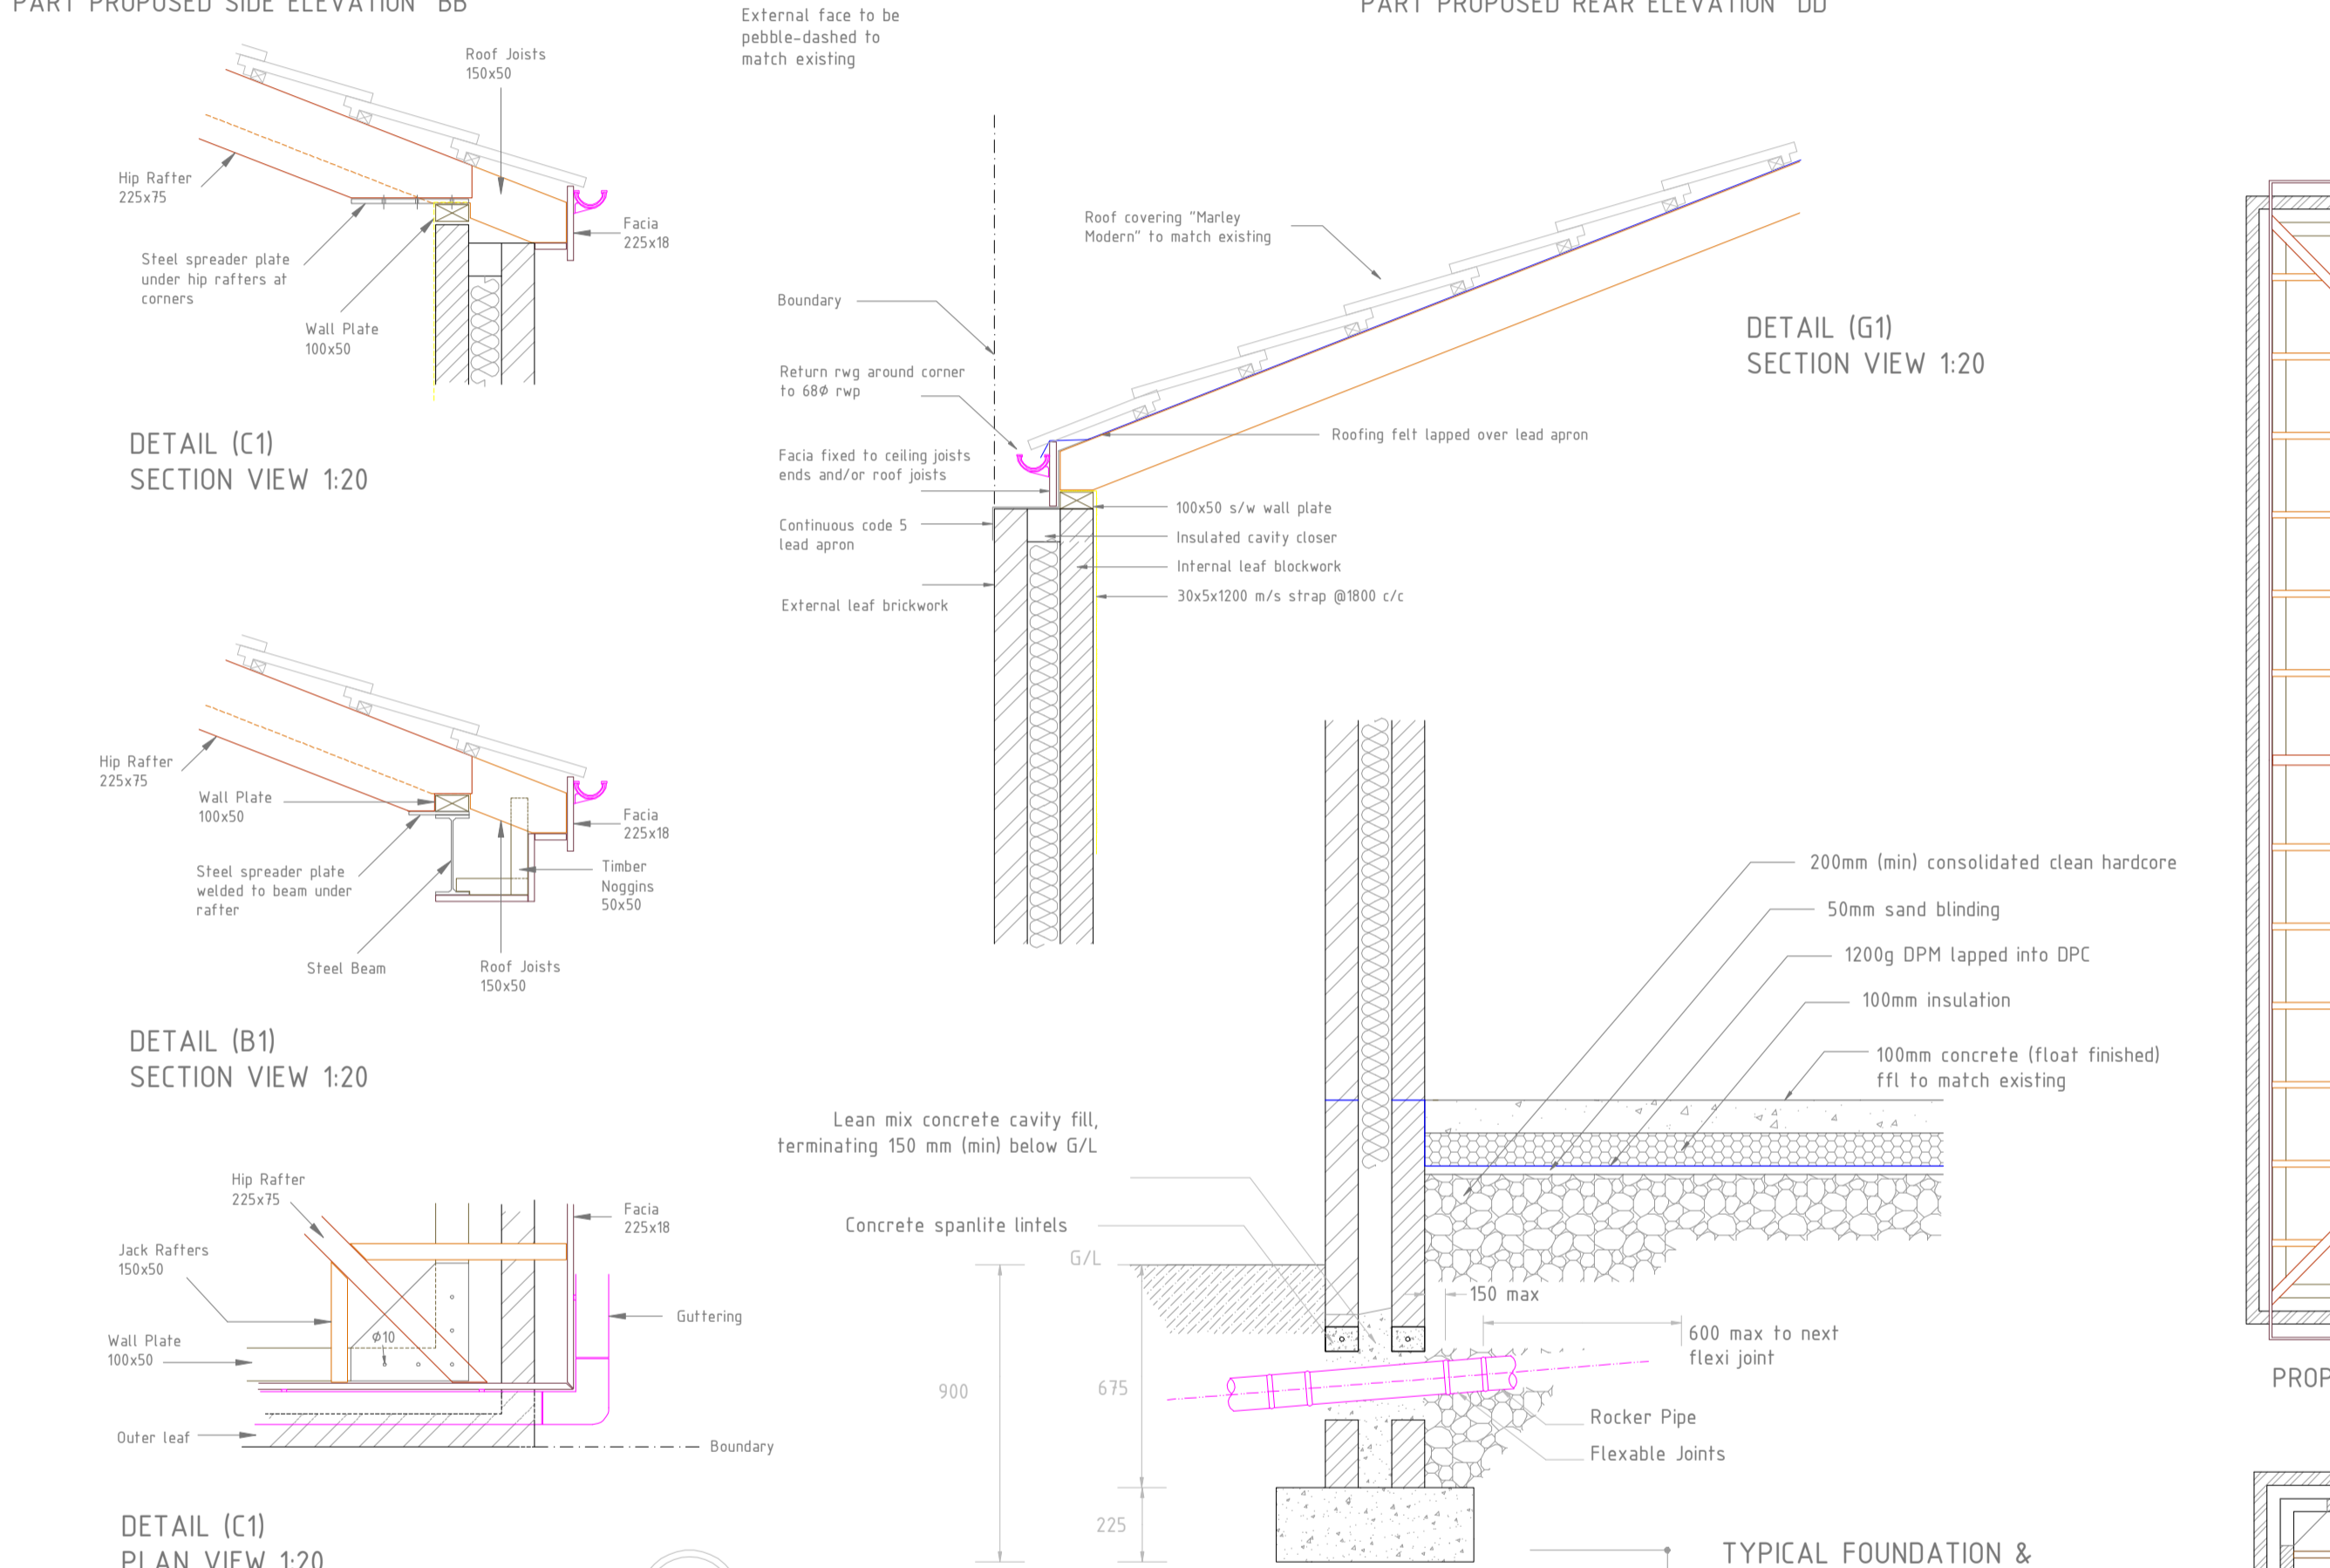 PART PROPOSED SIDE ELEVATION 'BB'
External face to be
pebble-dashed to
match existing
PART PROPOSED REAR ELEVATION 'DD'
Roof Joists
150x50
Hip Rafter
225x75
Facia
225x18
Steel spreader plate
under hip rafters at
corners
Wall Plate
100x50
DETAIL (C1)
SECTION VIEW 1:20
Roof covering "Marley
Modern" to match existing
Boundary
Return rwg around corner
to 68Ø rwp
Facia fixed to ceiling joists
ends and/or roof joists
Continuous code 5
lead apron
External leaf brickwork
Roofing felt lapped over lead apron
100x50 s/w wall plate
Insulated cavity closer
Internal leaf blockwork
30x5x1200 m/s strap @1800 c/c
DETAIL (G1)
SECTION VIEW 1:20
Hip Rafter
225x75
Wall Plate
100x50
Facia
225x18
Steel spreader plate
welded to beam under
rafter
Timber
Noggins
50x50
Steel Beam
Roof Joists
150x50
DETAIL (B1)
SECTION VIEW 1:20
200mm (min) consolidated clean hardcore
50mm sand blinding
1200g DPM lapped into DPC
100mm insulation
100mm concrete (float finished)
ffl to match existing
Lean mix concrete cavity fill,
terminating 150 mm (min) below G/L
Concrete spanlite lintels
G/L
150 max
600 max to next
flexi joint
900
675
225
Rocker Pipe
Flexable Joints
Hip Rafter
225x75
Facia
225x18
Jack Rafters
150x50
Guttering
Ø10
Wall Plate
100x50
Outer leaf
Boundary
DETAIL (C1)
PLAN VIEW 1:20
TYPICAL FOUNDATION &
PROP